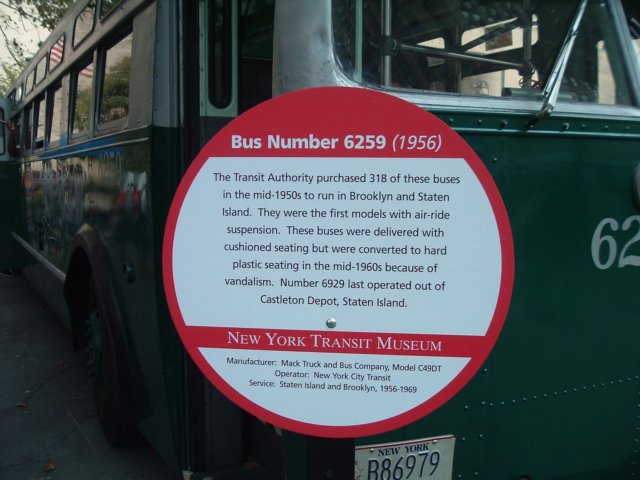 Bus Number 6259 (1956)
The Transit Authority purchased 318 of these buses
in the mid-1950s to run in Brooklyn and Staten
Island. They were the first models with air-ride
suspension. These buses were delivered with
cushioned seating but were converted to hard
plastic seating in the mid-1960s because of
vandalism. Number 6929 last operated out of
Castleton Depot, Staten Island.
NEW YORK TRANSIT MUSEUM
Manufacturer: Mack Truck and Bus Company, Model C49DT
Operator: New York City Transit
Service: Staten Island and Brooklyn, 1956-1969
62
NEW YORK
B86979